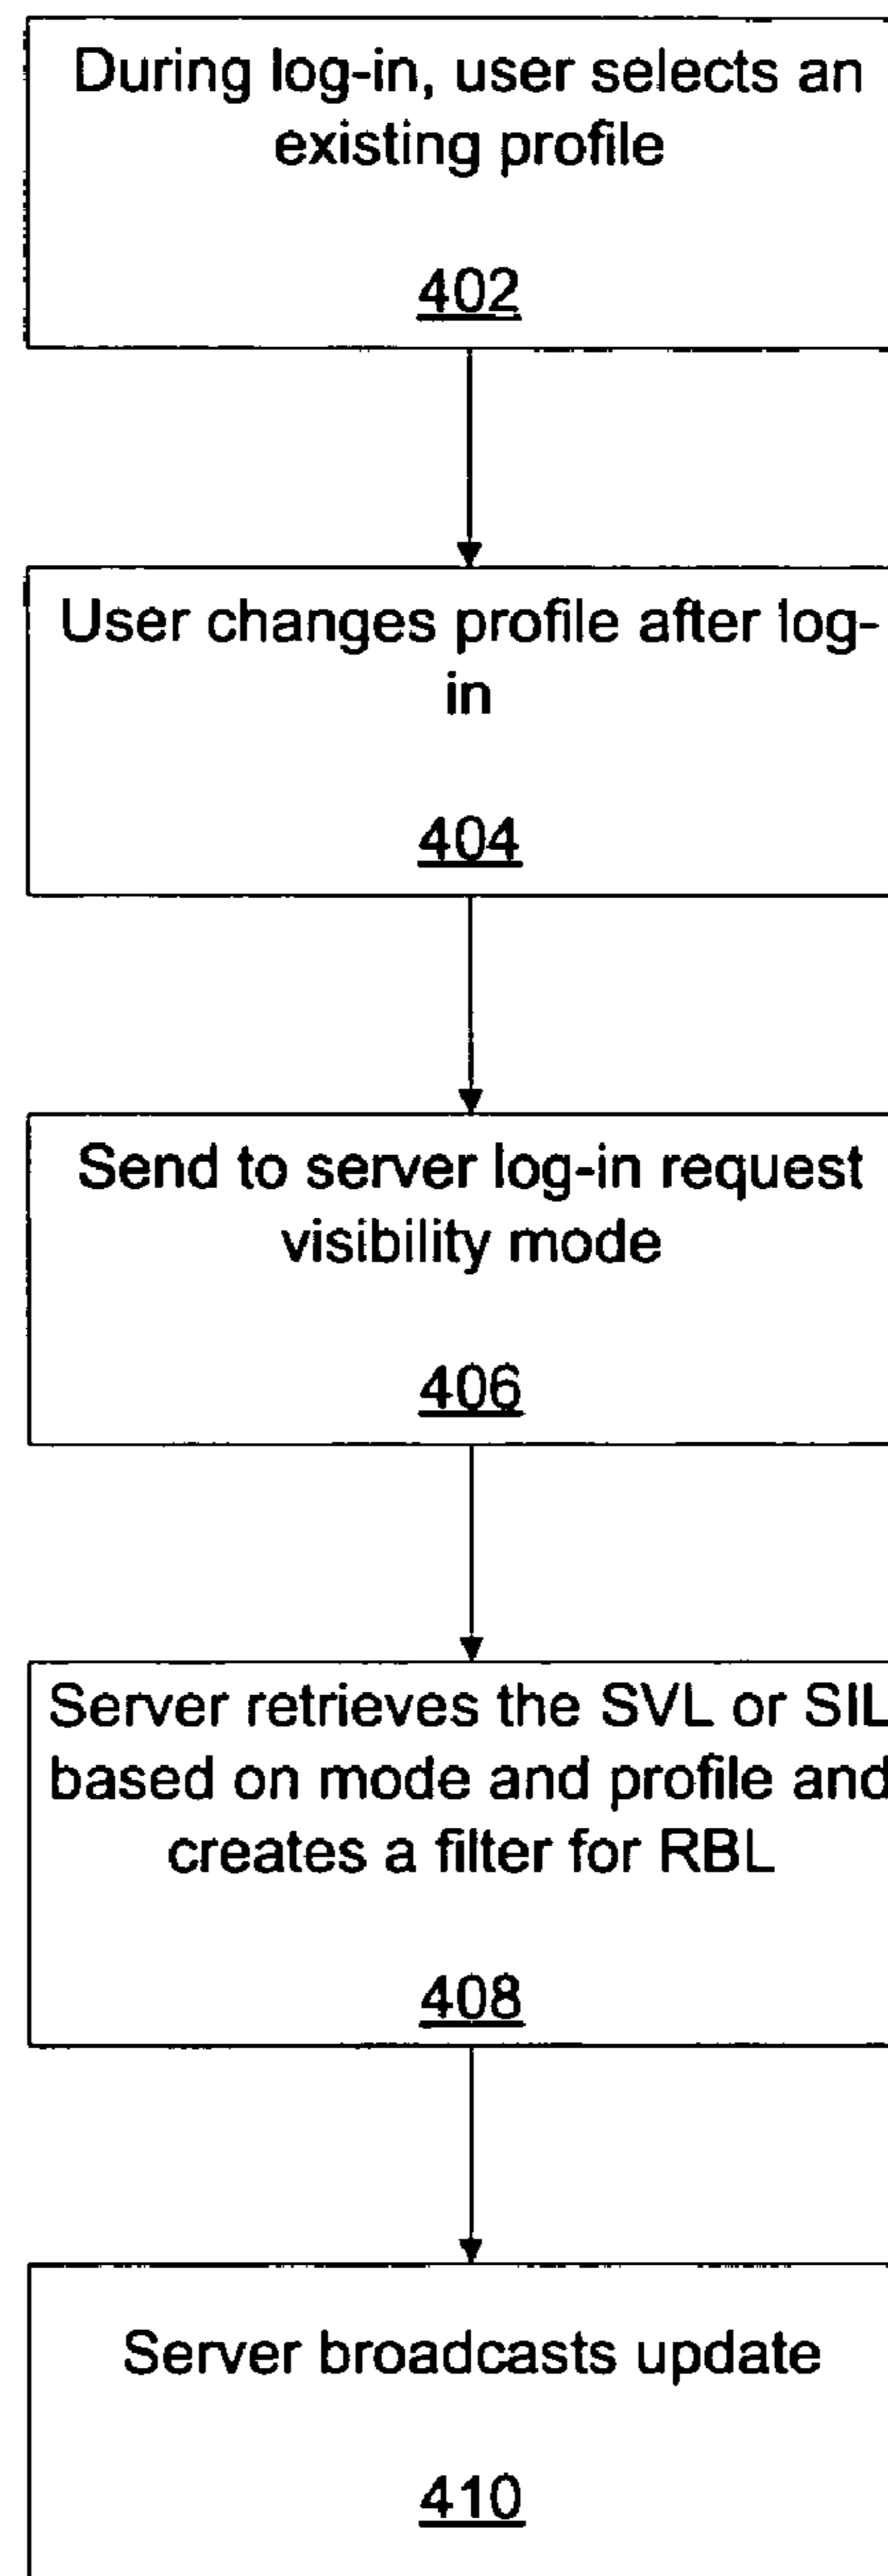 During log-in, user selects an
existing profile
402
User changes profile after log-
in
404
Send to server log-in request
visibility mode
406
Server retrieves the SVL or SIL
based on mode and profile and
creates a filter for RBL
408
Server broadcasts update
410